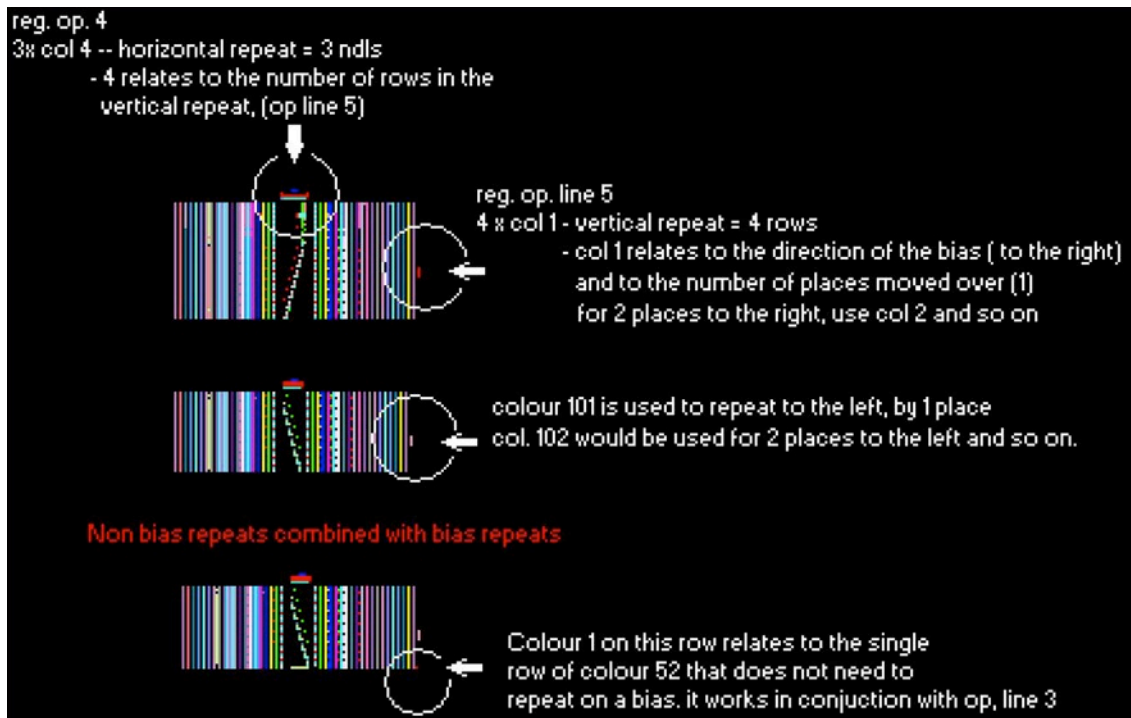 reg. op. 4
3x col 4 -- horizontal repeat = 3 ndls
- 4 relates to the number of rows in the
vertical repeat, (op line 5)
reg. op. line 5
4 x col 1 - vertical repeat = 4 rows
- col 1 relates to the direction of the bias ( to the right)
and to the number of places moved over (1)
for 2 places to the right, use col 2 and so on
colour 101 is used to repeat to the left, by 1 place
col. 102 would be used for 2 places to the left and so on.
Non bias repeats combined with bias repeats
Colour 1 on this row relates to the single
row of colour 52 that does not need to
repeat on a bias. it works in conjuction with op, line 3